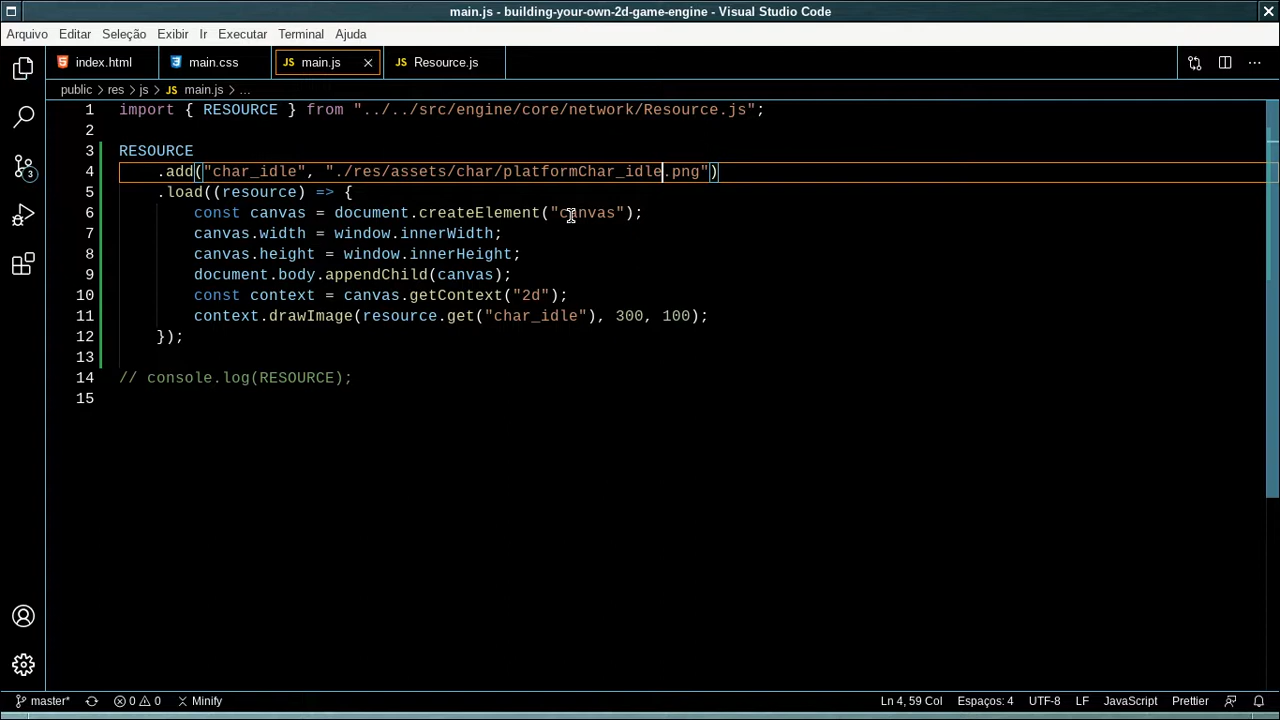 main.js - building-your-own-2d-game-engine - Visual Studio Code
Arquivo Editar Seleção Exibir Ir Executar Terminal Ajuda
index.html main.css main.js Resource.js
public > res > js > main.js > ...
1 import { RESOURCE } from "../../src/engine/core/network/Resource.js";
2
3 RESOURCE
4 .add("char_idle", "./res/assets/char/platformChar_idle.png")
5 .load((resource) => {
6 const canvas = document.createElement("canvas");
7 canvas.width = window.innerWidth;
8 canvas.height = window.innerHeight;
9 document.body.appendChild(canvas);
10 const context = canvas.getContext("2d");
11 context.drawImage(resource.get("char_idle"), 300, 100);
12 });
13
14 // console.log(RESOURCE);
15
3
master* 0 0 Minify Ln 4, 59 Col Espaços: 4 UTF-8 LF JavaScript Prettier